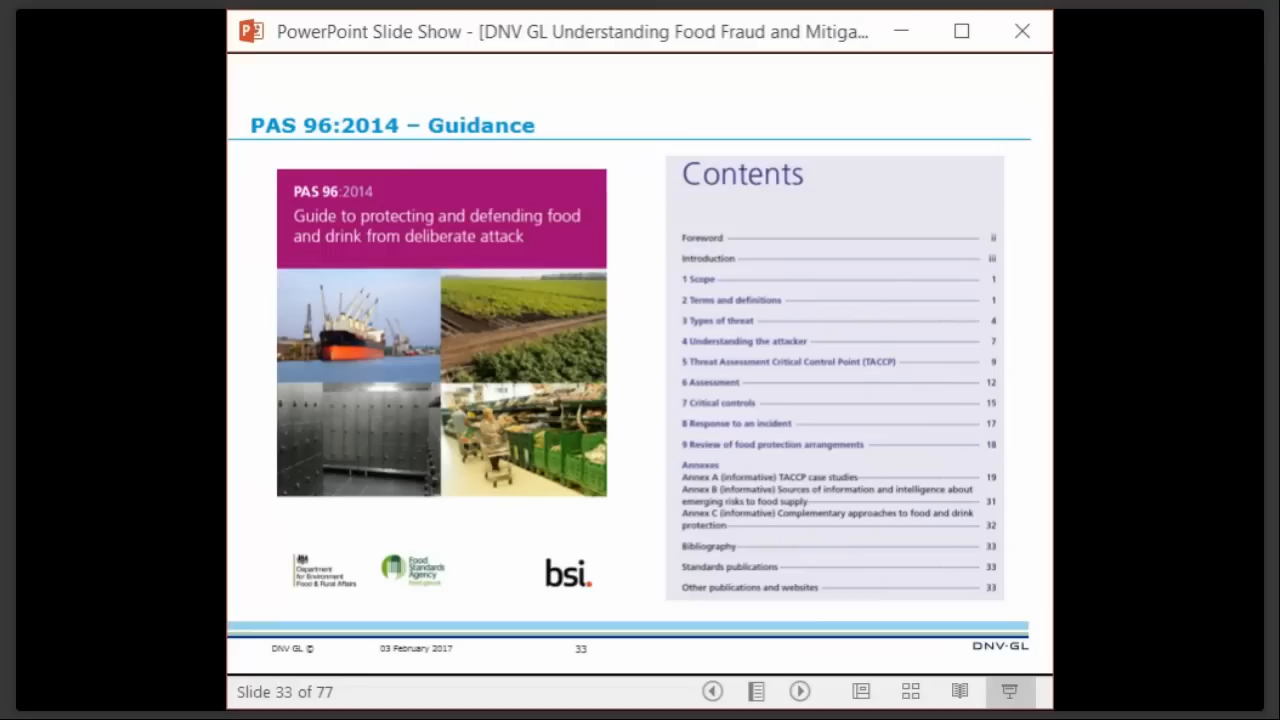 PowerPoint Slide Show - [DNV GL Understanding Food Fraud and Mitiga...
PAS 96:2014 – Guidance
PAS 96:2014
Guide to protecting and defending food
and drink from deliberate attack
Department
for Environment
Food & Rural Affairs
Food
Standards
Agency
food.gov.uk
bsi.
Contents
Foreword ii
Introduction iii
1 Scope 1
2 Terms and definitions 1
3 Types of threat 4
4 Understanding the attacker 7
5 Threat Assessment Critical Control Point (TACCP) 9
6 Assessment 12
7 Critical controls 15
8 Response to an incident 17
9 Review of food protection arrangements 18
Annexes
Annex A (informative) TACCP case studies 19
Annex B (informative) Sources of information and intelligence about
emerging risks to food supply 31
Annex C (informative) Complementary approaches to food and drink
protection 32
Bibliography 33
Standards publications 33
Other publications and websites 33
DNV GL © 03 February 2017 33 DNV·GL
Slide 33 of 77